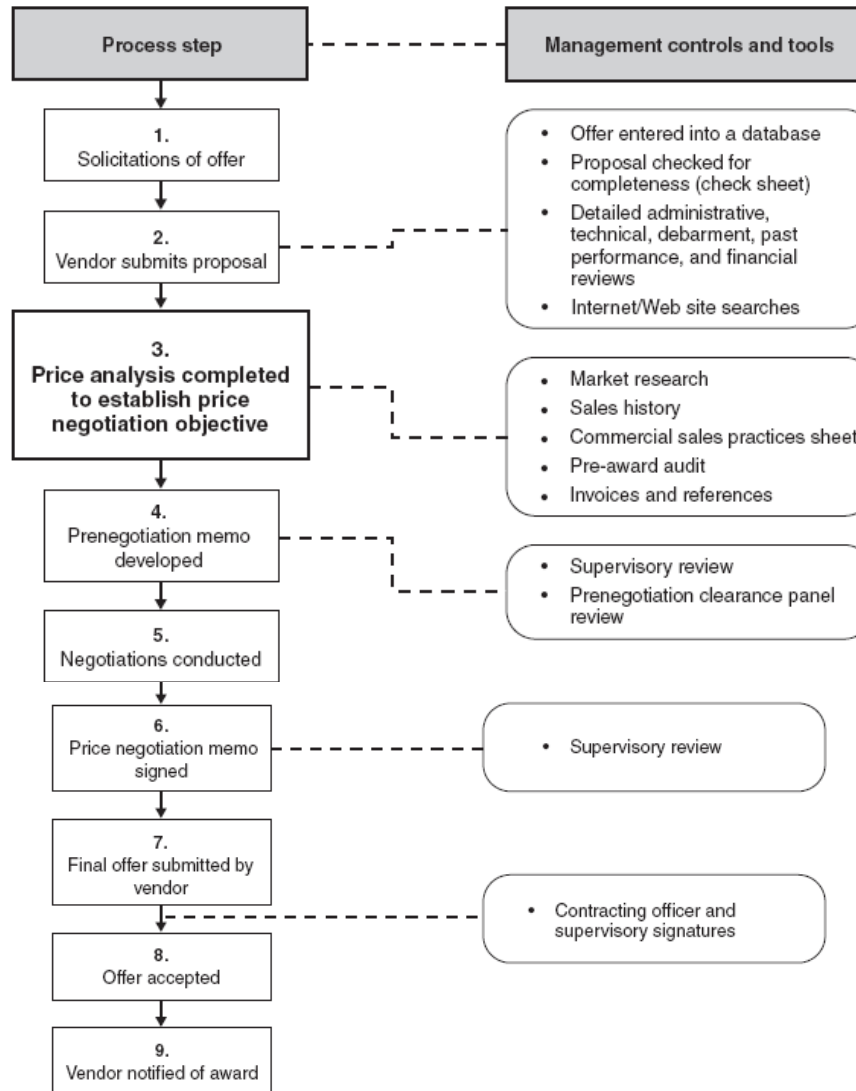 Process step
Management controls and tools
1.
Solicitations of offer
2.
Vendor submits proposal
• Offer entered into a database
• Proposal checked for
completeness (check sheet)
• Detailed administrative,
technical, debarment, past
performance, and financial
reviews
• Internet/Web site searches
3.
Price analysis completed
to establish price
negotiation objective
• Market research
• Sales history
• Commercial sales practices sheet
• Pre-award audit
• Invoices and references
4.
Prenegotiation memo
developed
• Supervisory review
• Prenegotiation clearance panel
review
5.
Negotiations conducted
6.
Price negotiation memo
signed
• Supervisory review
7.
Final offer submitted by
vendor
• Contracting officer and
supervisory signatures
8.
Offer accepted
9.
Vendor notified of award